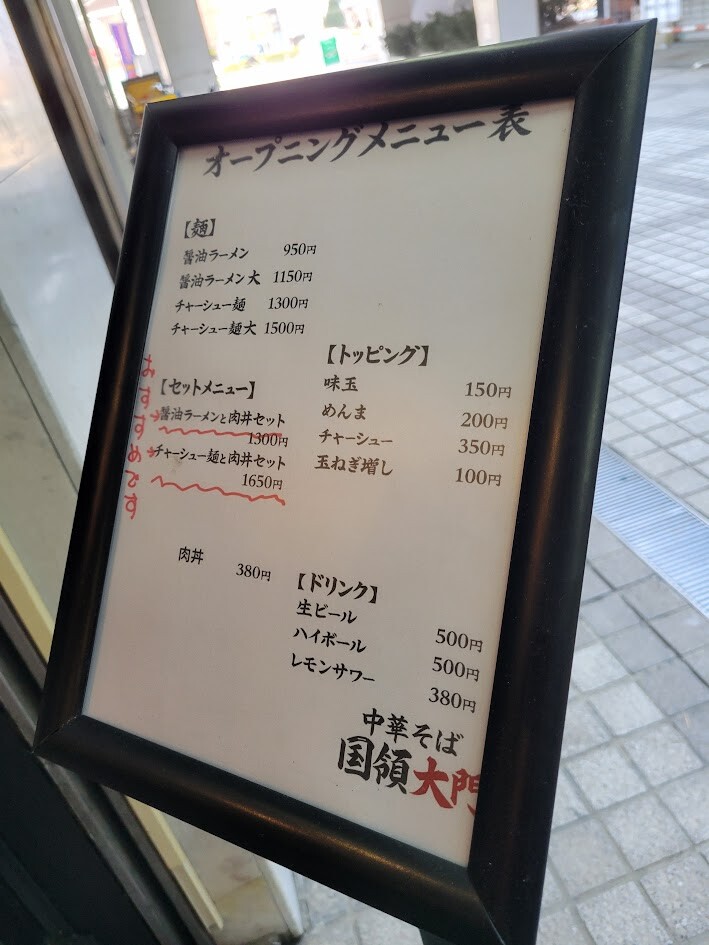 オープニングメニュー表
【麺】
醤油ラーメン 950円
醤油ラーメン大 1150円
チャーシュー麺 1300円
チャーシュー麺大 1500円
おすすめです
【セットメニュー】
醤油ラーメンと肉丼セット
1300円
チャーシュー麺と肉丼セット
1650円
肉丼 380円
【トッピング】
味玉 150円
めんま 200円
チャーシュー 350円
玉ねぎ増し 100円
【ドリンク】
生ビール 500円
ハイボール 500円
レモンサワー 380円
中華そば
国領大門